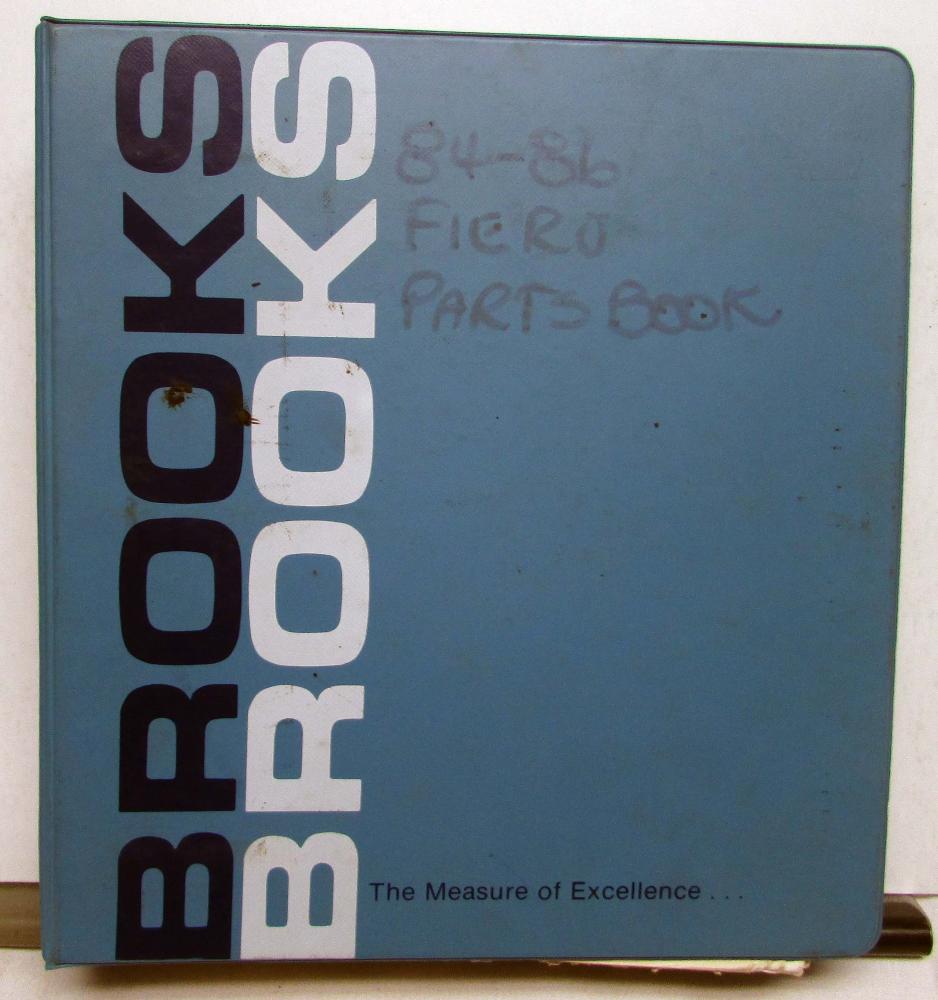 BROOKS
BROOKS
84-86
FIERO
PARTS BOOK
The Measure of Excellence . . .